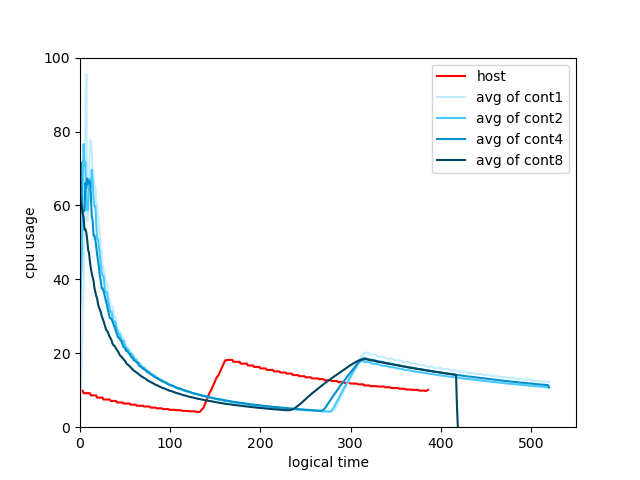 100
80
60
40
20
0
cpu usage
host
avg of cont1
avg of cont2
avg of cont4
avg of cont8
0
100
200
300
400
500
logical time